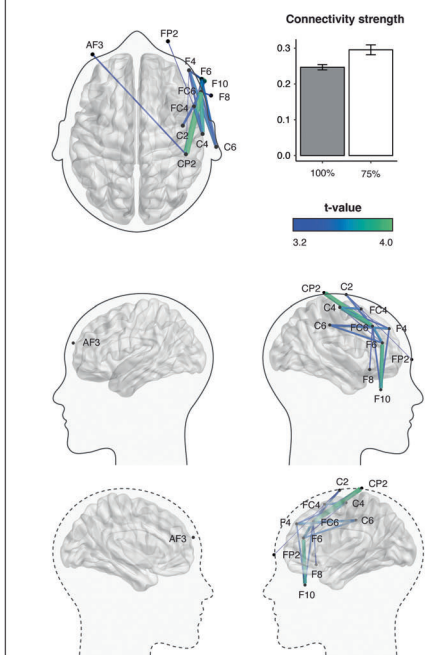 Connectivity strength
0.3
0.2
0.1
0.0
100%
75%
t-value
3.2
4.0
AF3
FP2
F4
F6
F10
FC6
F8
FC4
C2
C4
C6
CP2
AF3
CP2
C2
C4
FC4
C6
FC6
F4
F6
FP2
F8
F10
AF3
C2
CP2
FC4
C4
F4
FC6
C6
F6
FP2
F8
F10